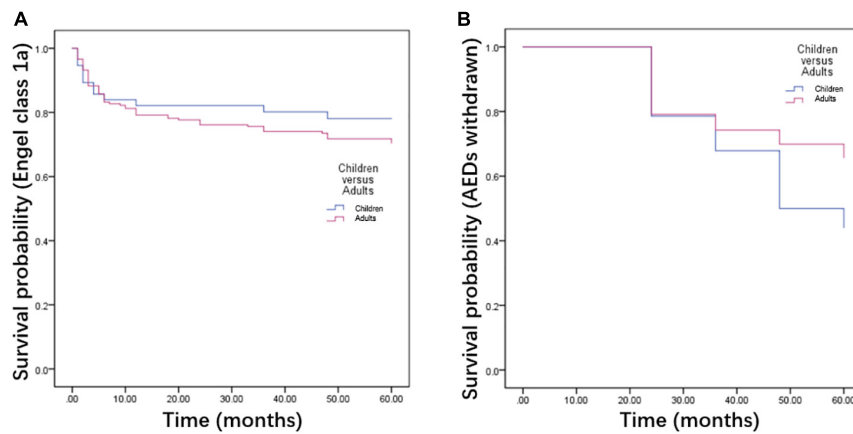 A
Survival probability (Engel class 1a)
1.0
0.8
0.6
0.4
0.2
0.0
Children
versus
Adults
Children
Adults
.00 10.00 20.00 30.00 40.00 50.00 60.00
Time (months)
B
Survival probability (AEDs withdrawn)
1.0
0.8
0.6
0.4
0.2
0.0
Children
versus
Adults
Children
Adults
.00 10.00 20.00 30.00 40.00 50.00 60.00
Time (months)